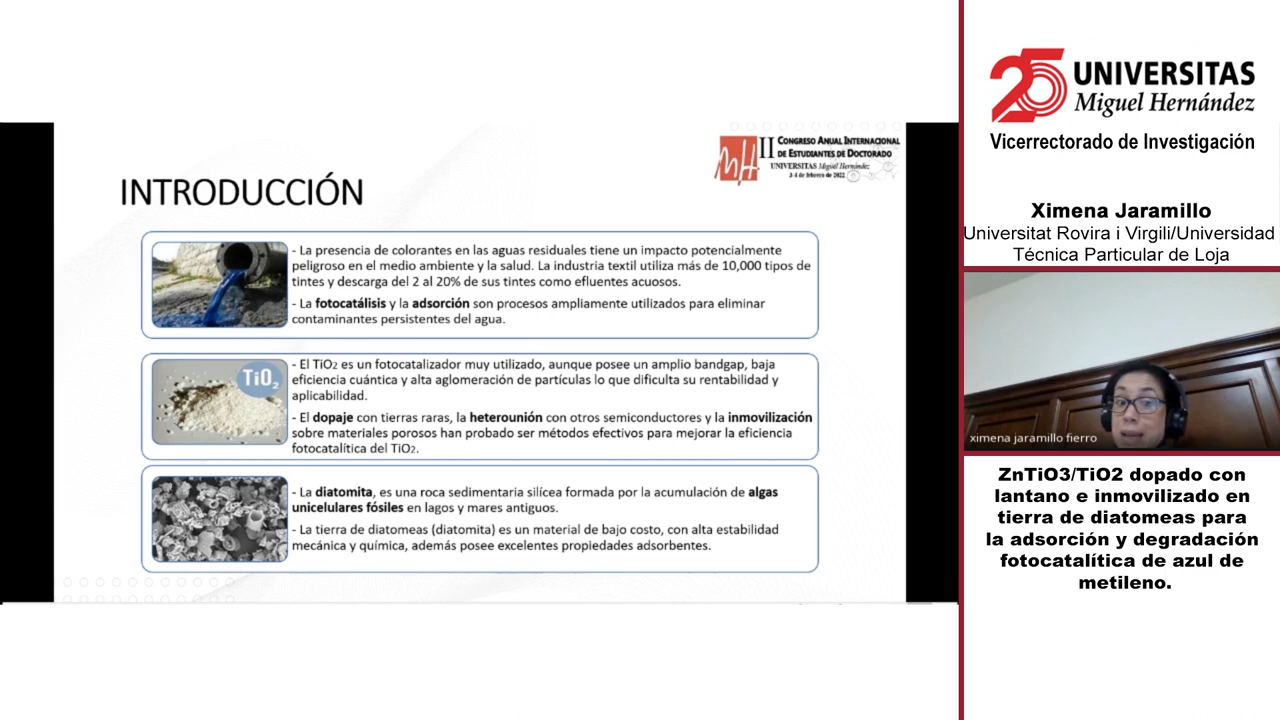 INTRODUCCIÓN
II CONGRESO ANUAL INTERNACIONAL
DE ESTUDIANTES DE DOCTORADO
UNIVERSITAS Miguel Hernández
3-4 de febrero de 2022
- La presencia de colorantes en las aguas residuales tiene un impacto potencialmente
peligroso en el medio ambiente y la salud. La industria textil utiliza más de 10,000 tipos de
tintes y descarga del 2 al 20% de sus tintes como efluentes acuosos.
- La fotocatálisis y la adsorción son procesos ampliamente utilizados para eliminar
contaminantes persistentes del agua.
TiO2
- El TiO2 es un fotocatalizador muy utilizado, aunque posee un amplio bandgap, baja
eficiencia cuántica y alta aglomeración de partículas lo que dificulta su rentabilidad y
aplicabilidad.
- El dopaje con tierras raras, la heterounión con otros semiconductores y la inmovilización
sobre materiales porosos han probado ser métodos efectivos para mejorar la eficiencia
fotocatalítica del TiO2.
- La diatomita, es una roca sedimentaria silícea formada por la acumulación de algas
unicelulares fósiles en lagos y mares antiguos.
- La tierra de diatomeas (diatomita) es un material de bajo costo, con alta estabilidad
mecánica y química, además posee excelentes propiedades adsorbentes.
25 UNIVERSITAS
Miguel Hernández
Vicerrectorado de Investigación
Ximena Jaramillo
Universitat Rovira i Virgili/Universidad
Técnica Particular de Loja
ximena jaramillo fierro
ZnTiO3/TiO2 dopado con
lantano e inmovilizado en
tierra de diatomeas para
la adsorción y degradación
fotocatalítica de azul de
metileno.